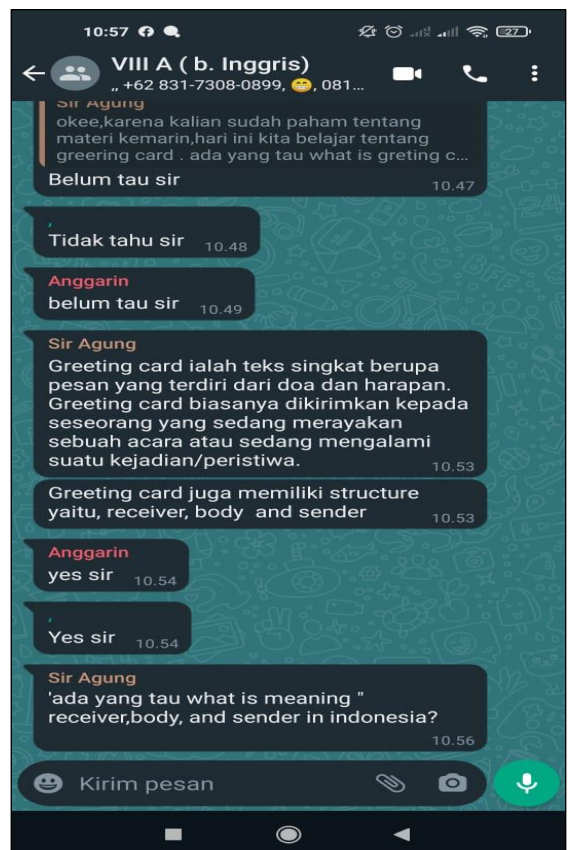 10:57
27
VIII A ( b. Inggris)
„ +62 831-7308-0899, 😁, 081...
Sir Agung
okee,karena kalian sudah paham tentang
materi kemarin,hari ini kita belajar tentang
greering card . ada yang tau what is greting c...
Belum tau sir
10.47
,
Tidak tahu sir 10.48
Anggarin
belum tau sir 10.49
Sir Agung
Greeting card ialah teks singkat berupa
pesan yang terdiri dari doa dan harapan.
Greeting card biasanya dikirimkan kepada
seseorang yang sedang merayakan
sebuah acara atau sedang mengalami
suatu kejadian/peristiwa.
10.53
Greeting card juga memiliki structure
yaitu, receiver, body  and sender
10.53
Anggarin
yes sir 10.54
,
Yes sir 10.54
Sir Agung
'ada yang tau what is meaning "
receiver,body, and sender in indonesia?
10.56
Kirim pesan